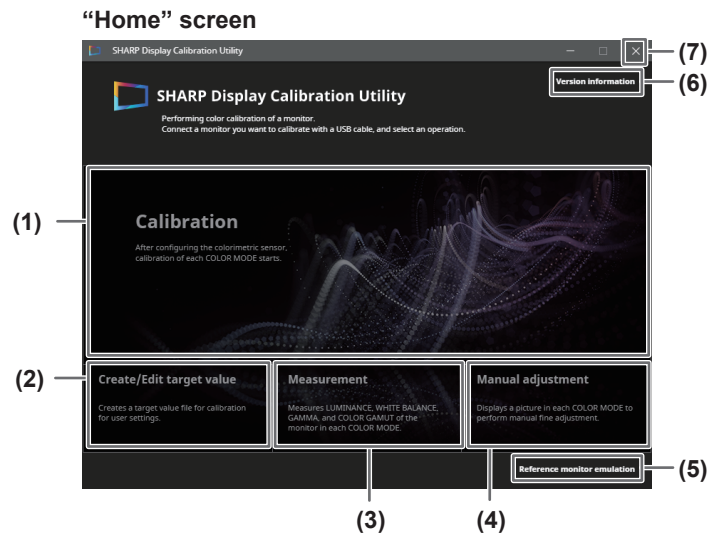 “Home” screen
SHARP Display Calibration Utility
(7)
Version information
(6)
SHARP Display Calibration Utility
Performing color calibration of a monitor.
Connect a monitor you want to calibrate with a USB cable, and select an operation.
(1)
Calibration
After configuring the colorimetric sensor,
calibration of each COLOR MODE starts.
(2)
Create/Edit target value
Creates a target value file for calibration
for user settings.
Measurement
Measures LUMINANCE, WHITE BALANCE,
GAMMA, and COLOR GAMUT of the
monitor in each COLOR MODE.
Manual adjustment
Displays a picture in each COLOR MODE to
perform manual fine adjustment.
Reference monitor emulation
(5)
(3)
(4)